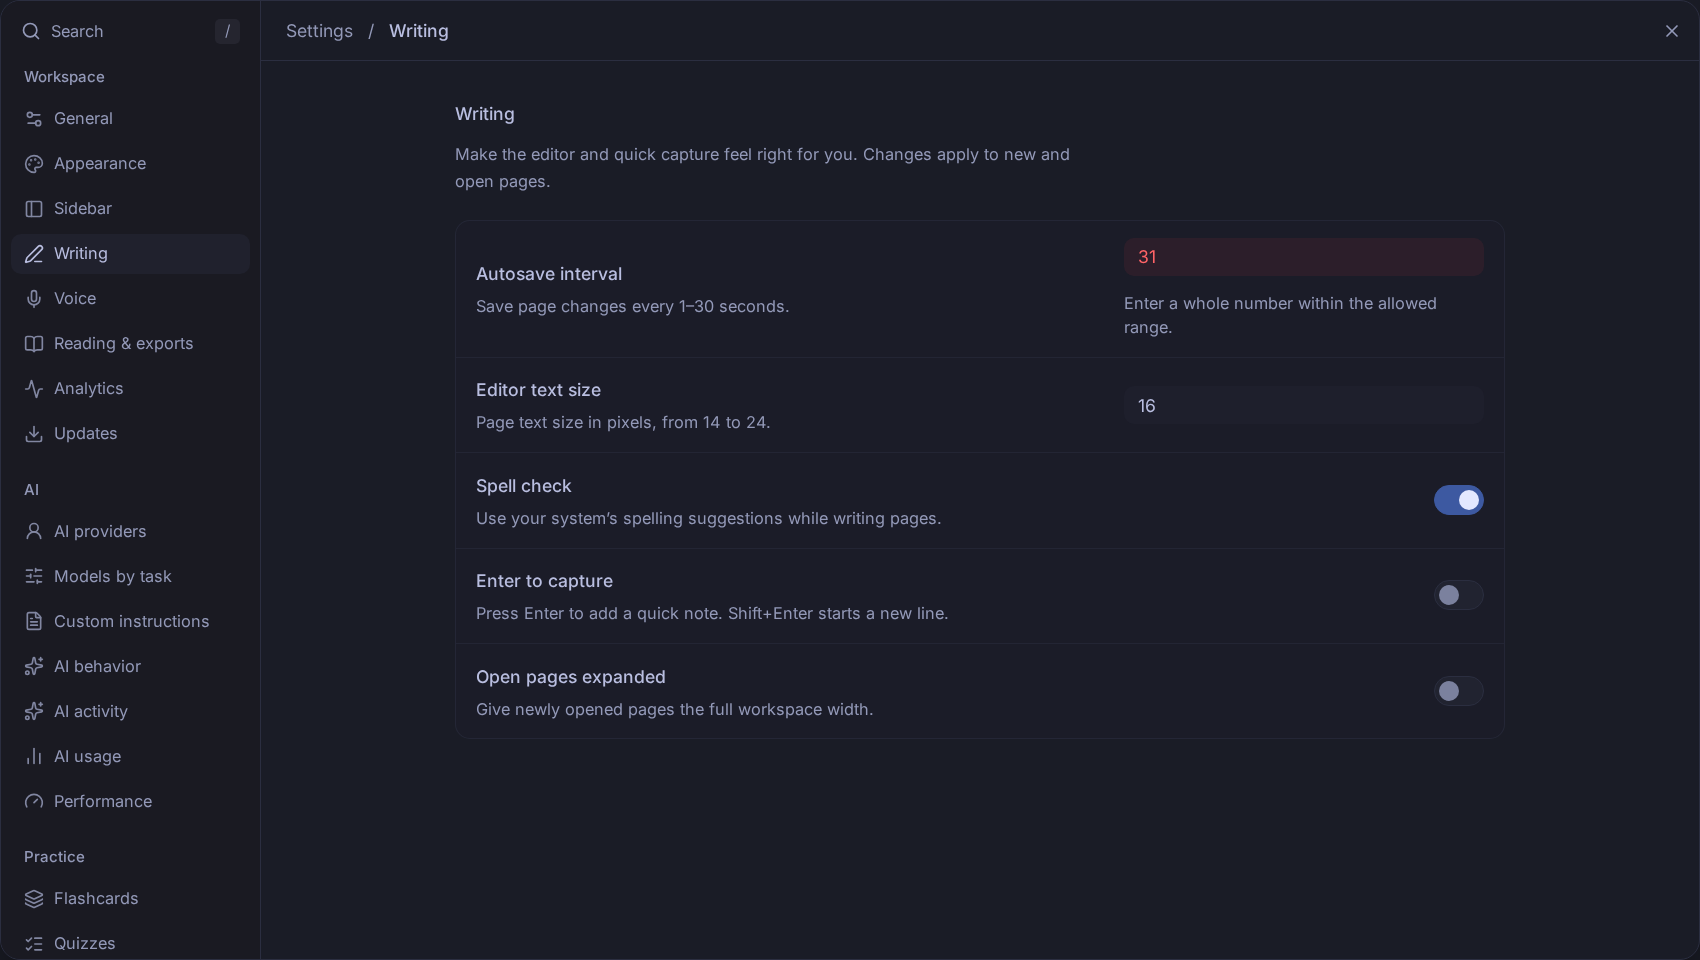 Search
/
Workspace
General
Appearance
Sidebar
Writing
Voice
Reading & exports
Analytics
Updates
AI
AI providers
Models by task
Custom instructions
AI behavior
AI activity
AI usage
Performance
Practice
Flashcards
Quizzes
Settings / Writing
Writing
Make the editor and quick capture feel right for you. Changes apply to new and
open pages.
Autosave interval
Save page changes every 1–30 seconds.
31
Enter a whole number within the allowed
range.
Editor text size
Page text size in pixels, from 14 to 24.
16
Spell check
Use your system’s spelling suggestions while writing pages.
Enter to capture
Press Enter to add a quick note. Shift+Enter starts a new line.
Open pages expanded
Give newly opened pages the full workspace width.